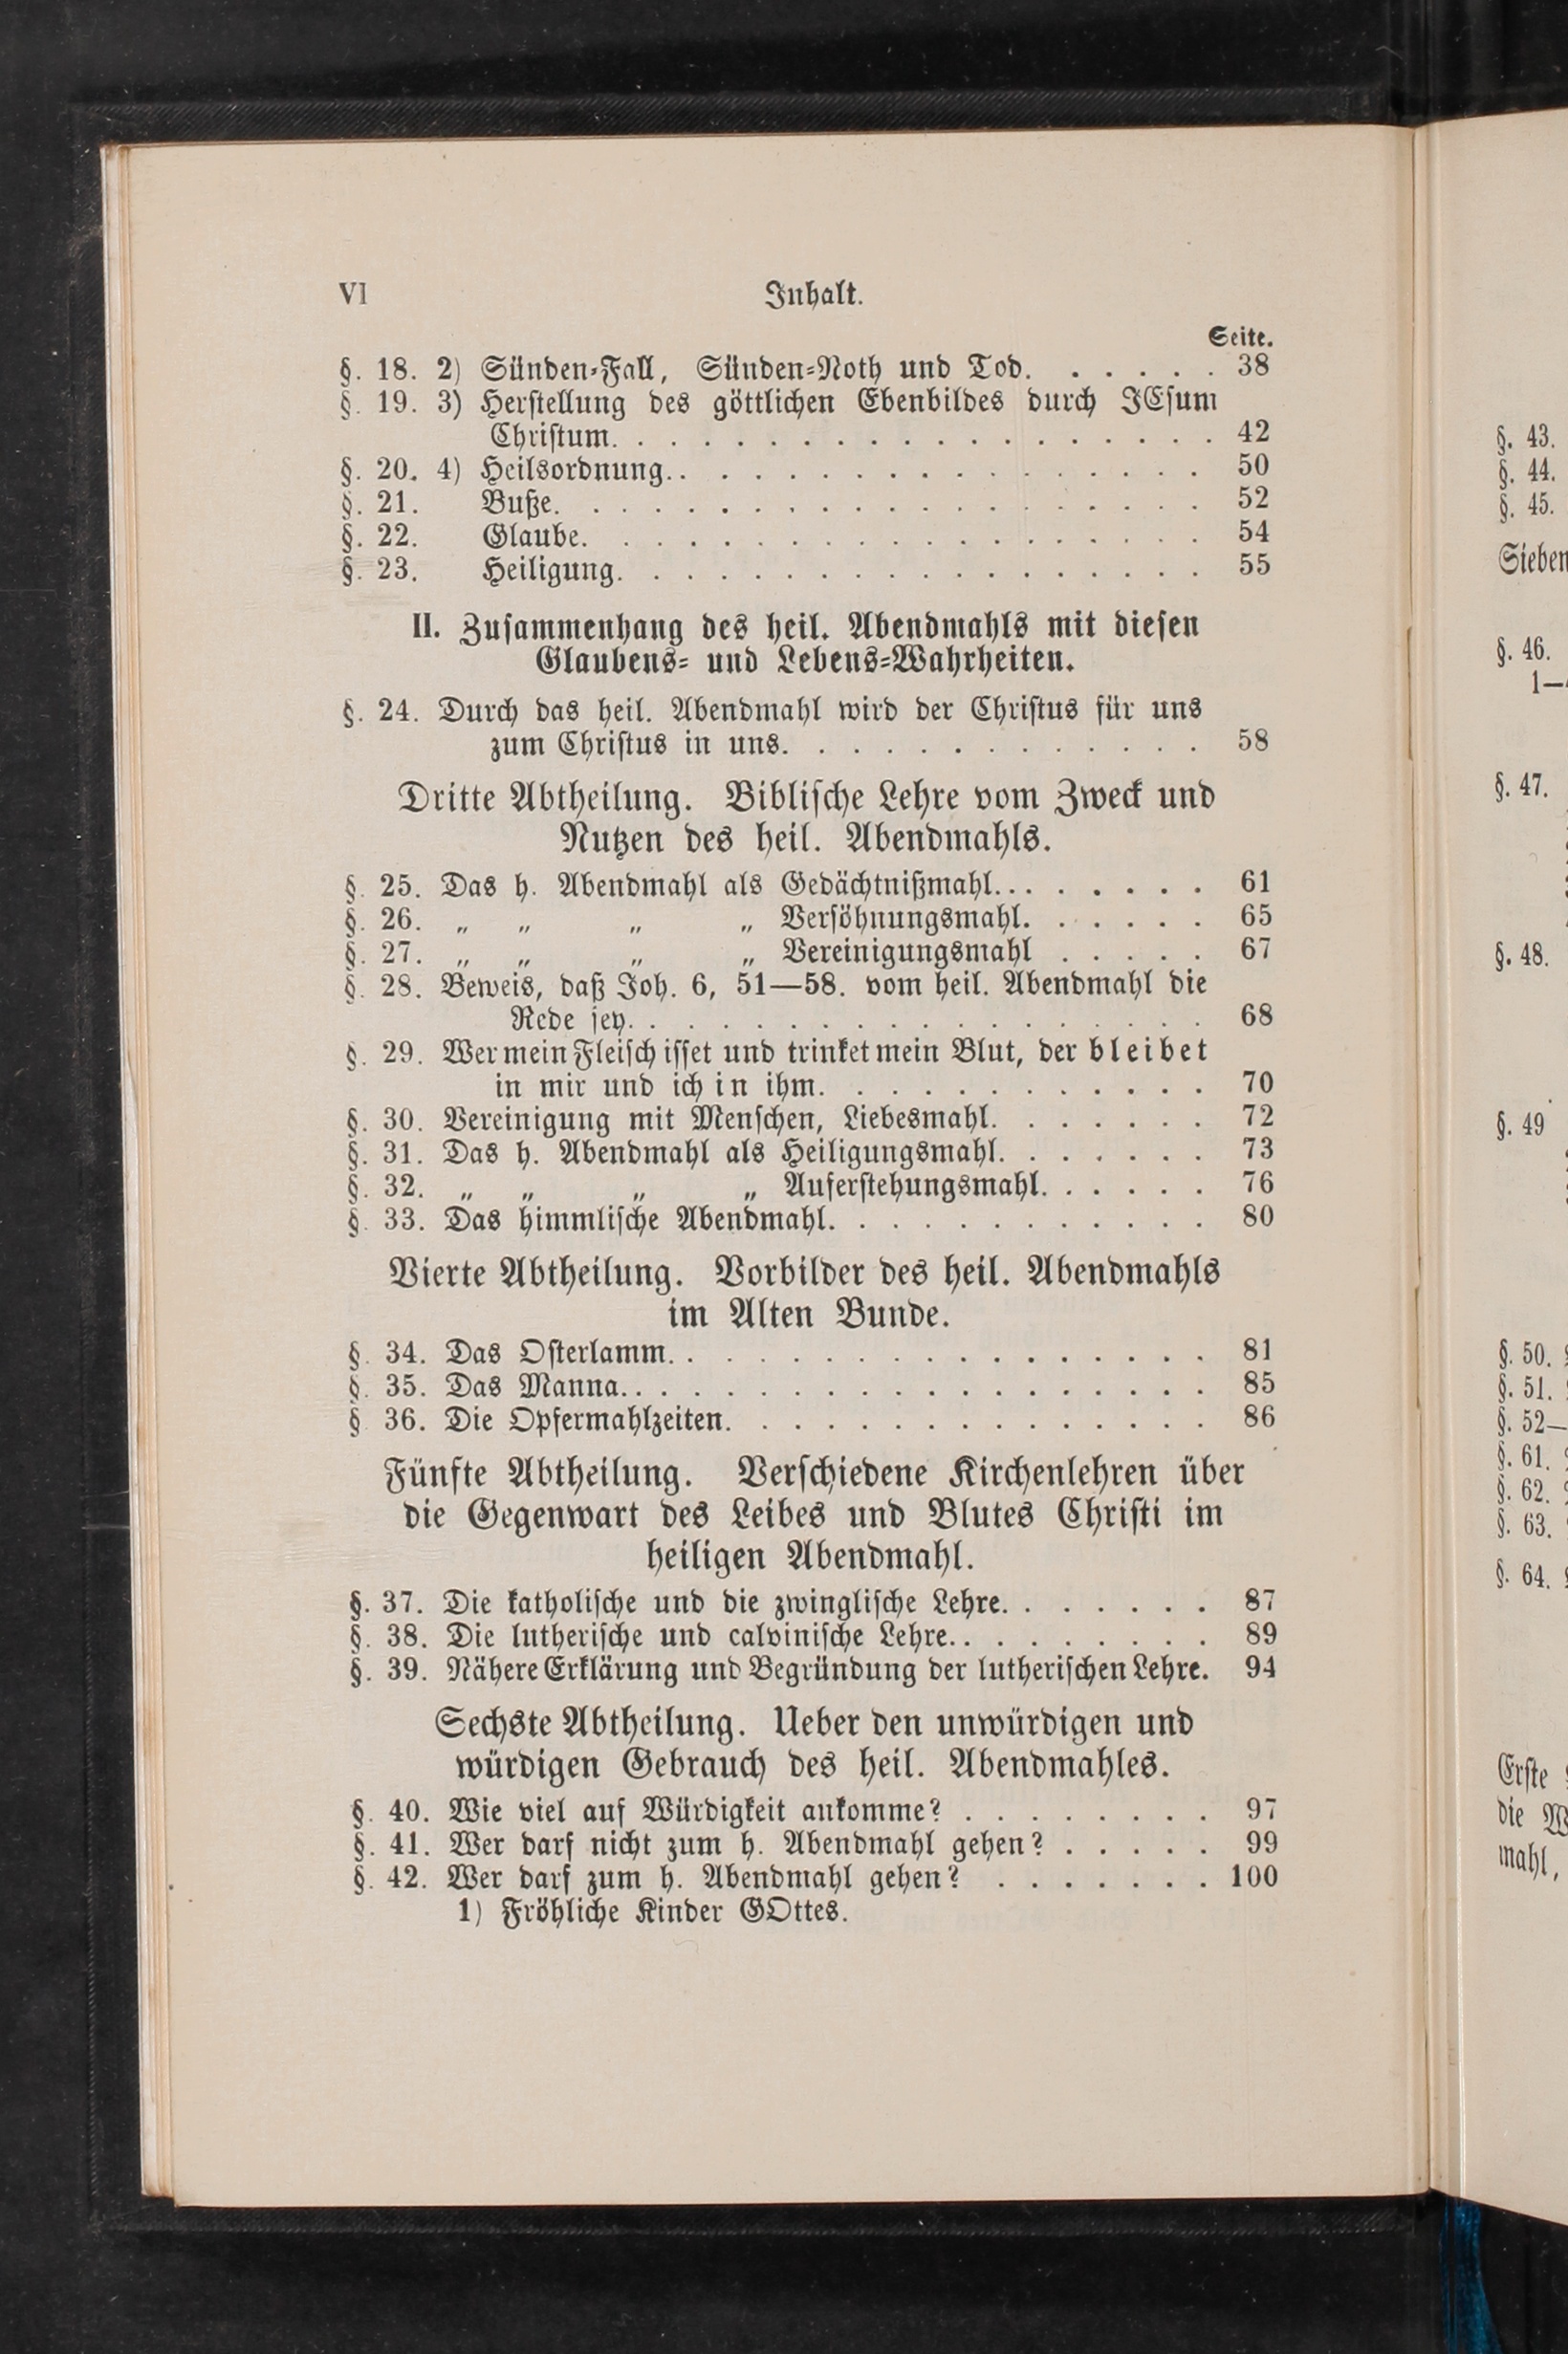 VI Inhalt.
Seite.
§. 18. 2) Sünden-Fall, Sünden-Noth und Tod. . . . . . 38
§. 19. 3) Herstellung des göttlichen Ebenbildes durch JEsum
Christum. . . . . . . . . . . . . . . . . . . 42
§. 20. 4) Heilsordnung. . . . . . . . . . . . . . . . . 50
§. 21. Buße. . . . . . . . . . . . . . . . . . . . 52
§. 22. Glaube. . . . . . . . . . . . . . . . . . . 54
§. 23. Heiligung. . . . . . . . . . . . . . . . . . 55
II. Zusammenhang des heil. Abendmahls mit diesen
Glaubens- und Lebens-Wahrheiten.
§. 24. Durch das heil. Abendmahl wird der Christus für uns
zum Christus in uns. . . . . . . . . . . . . 58
Dritte Abtheilung. Biblische Lehre vom Zweck und
Nutzen des heil. Abendmahls.
§. 25. Das h. Abendmahl als Gedächtnißmahl. . . . . . . . 61
§. 26. „ „ „ „ Versöhnungsmahl. . . . . . 65
§. 27. „ „ „ „ Vereinigungsmahl . . . . . 67
§. 28. Beweis, daß Joh. 6, 51—58. vom heil. Abendmahl die
Rede sey. . . . . . . . . . . . . . . . . . . 68
§. 29. Wer mein Fleisch isset und trinket mein Blut, der bleibet
in mir und ich in ihm. . . . . . . . . . . . 70
§. 30. Vereinigung mit Menschen, Liebesmahl. . . . . . . 72
§. 31. Das h. Abendmahl als Heiligungsmahl. . . . . . . 73
§. 32. „ „ „ „ Auferstehungsmahl. . . . . . 76
§. 33. Das himmlische Abendmahl. . . . . . . . . . . . 80
Vierte Abtheilung. Vorbilder des heil. Abendmahls
im Alten Bunde.
§. 34. Das Osterlamm. . . . . . . . . . . . . . . . . 81
§. 35. Das Manna. . . . . . . . . . . . . . . . . . . 85
§. 36. Die Opfermahlzeiten. . . . . . . . . . . . . . . 86
Fünfte Abtheilung. Verschiedene Kirchenlehren über
die Gegenwart des Leibes und Blutes Christi im
heiligen Abendmahl.
§. 37. Die katholische und die zwinglische Lehre. . . . . . . 87
§. 38. Die lutherische und calvinische Lehre. . . . . . . . . 89
§. 39. Nähere Erklärung und Begründung der lutherischen Lehre. 94
Sechste Abtheilung. Ueber den unwürdigen und
würdigen Gebrauch des heil. Abendmahles.
§. 40. Wie viel auf Würdigkeit ankomme? . . . . . . . . 97
§. 41. Wer darf nicht zum h. Abendmahl gehen? . . . . . 99
§. 42. Wer darf zum h. Abendmahl gehen? . . . . . . . 100
1) Fröhliche Kinder GOttes.
§. 43.
§. 44.
§. 45.
Sieben
§. 46.
1—
§. 47.
§. 48.
§. 49
§. 50.
§. 51.
§. 52—
§. 61.
§. 62.
§. 63.
§. 64.
Erste
die W
mahl,